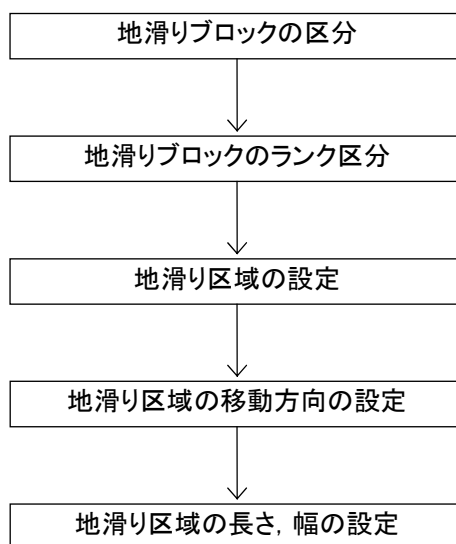 地滑りブロックの区分
地滑りブロックのランク区分
地滑り区域の設定
地滑り区域の移動方向の設定
地滑り区域の長さ, 幅の設定